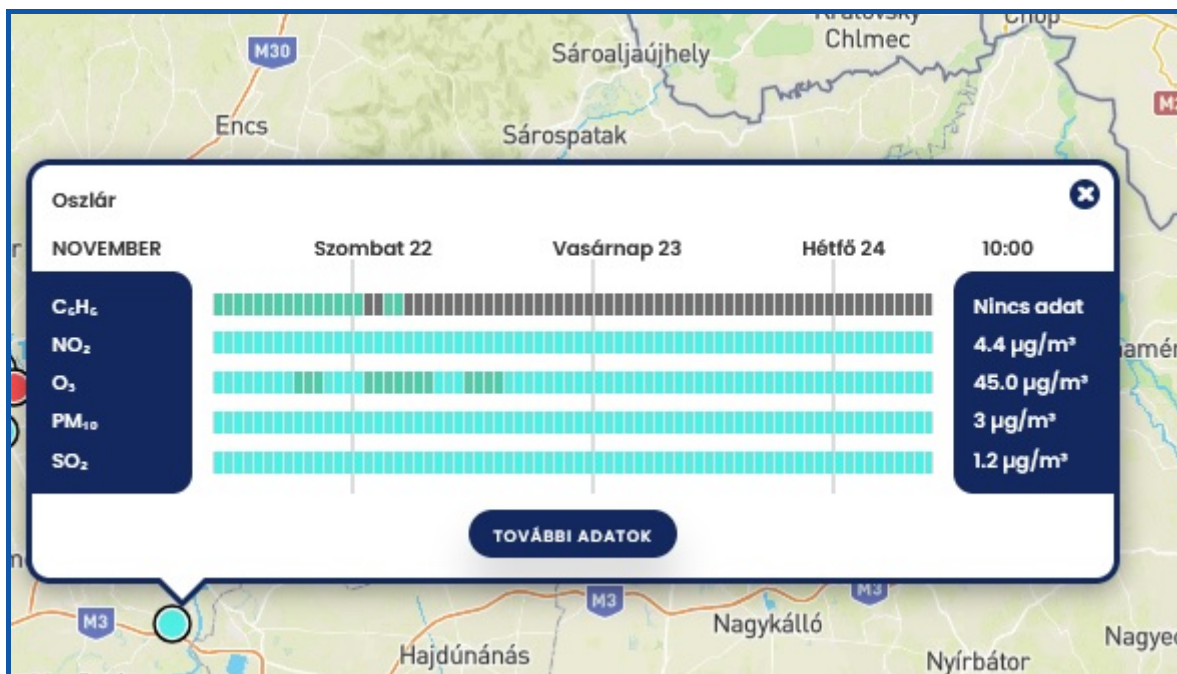 Kráľovský
Chlmec
Chop
M30
Sároaljaújhely
Encs
Sárospatak
Oszlár
NOVEMBER Szombat 22 Vasárnap 23 Hétfő 24 10:00
C₆H₆ Nincs adat
NO₂ 4.4 µg/m³
O₃ 45.0 µg/m³
PM₁₀ 3 µg/m³
SO₂ 1.2 µg/m³
TOVÁBBI ADATOK
M3
M3
M3
Nagykálló
Hajdúnánás
Nyírbátor